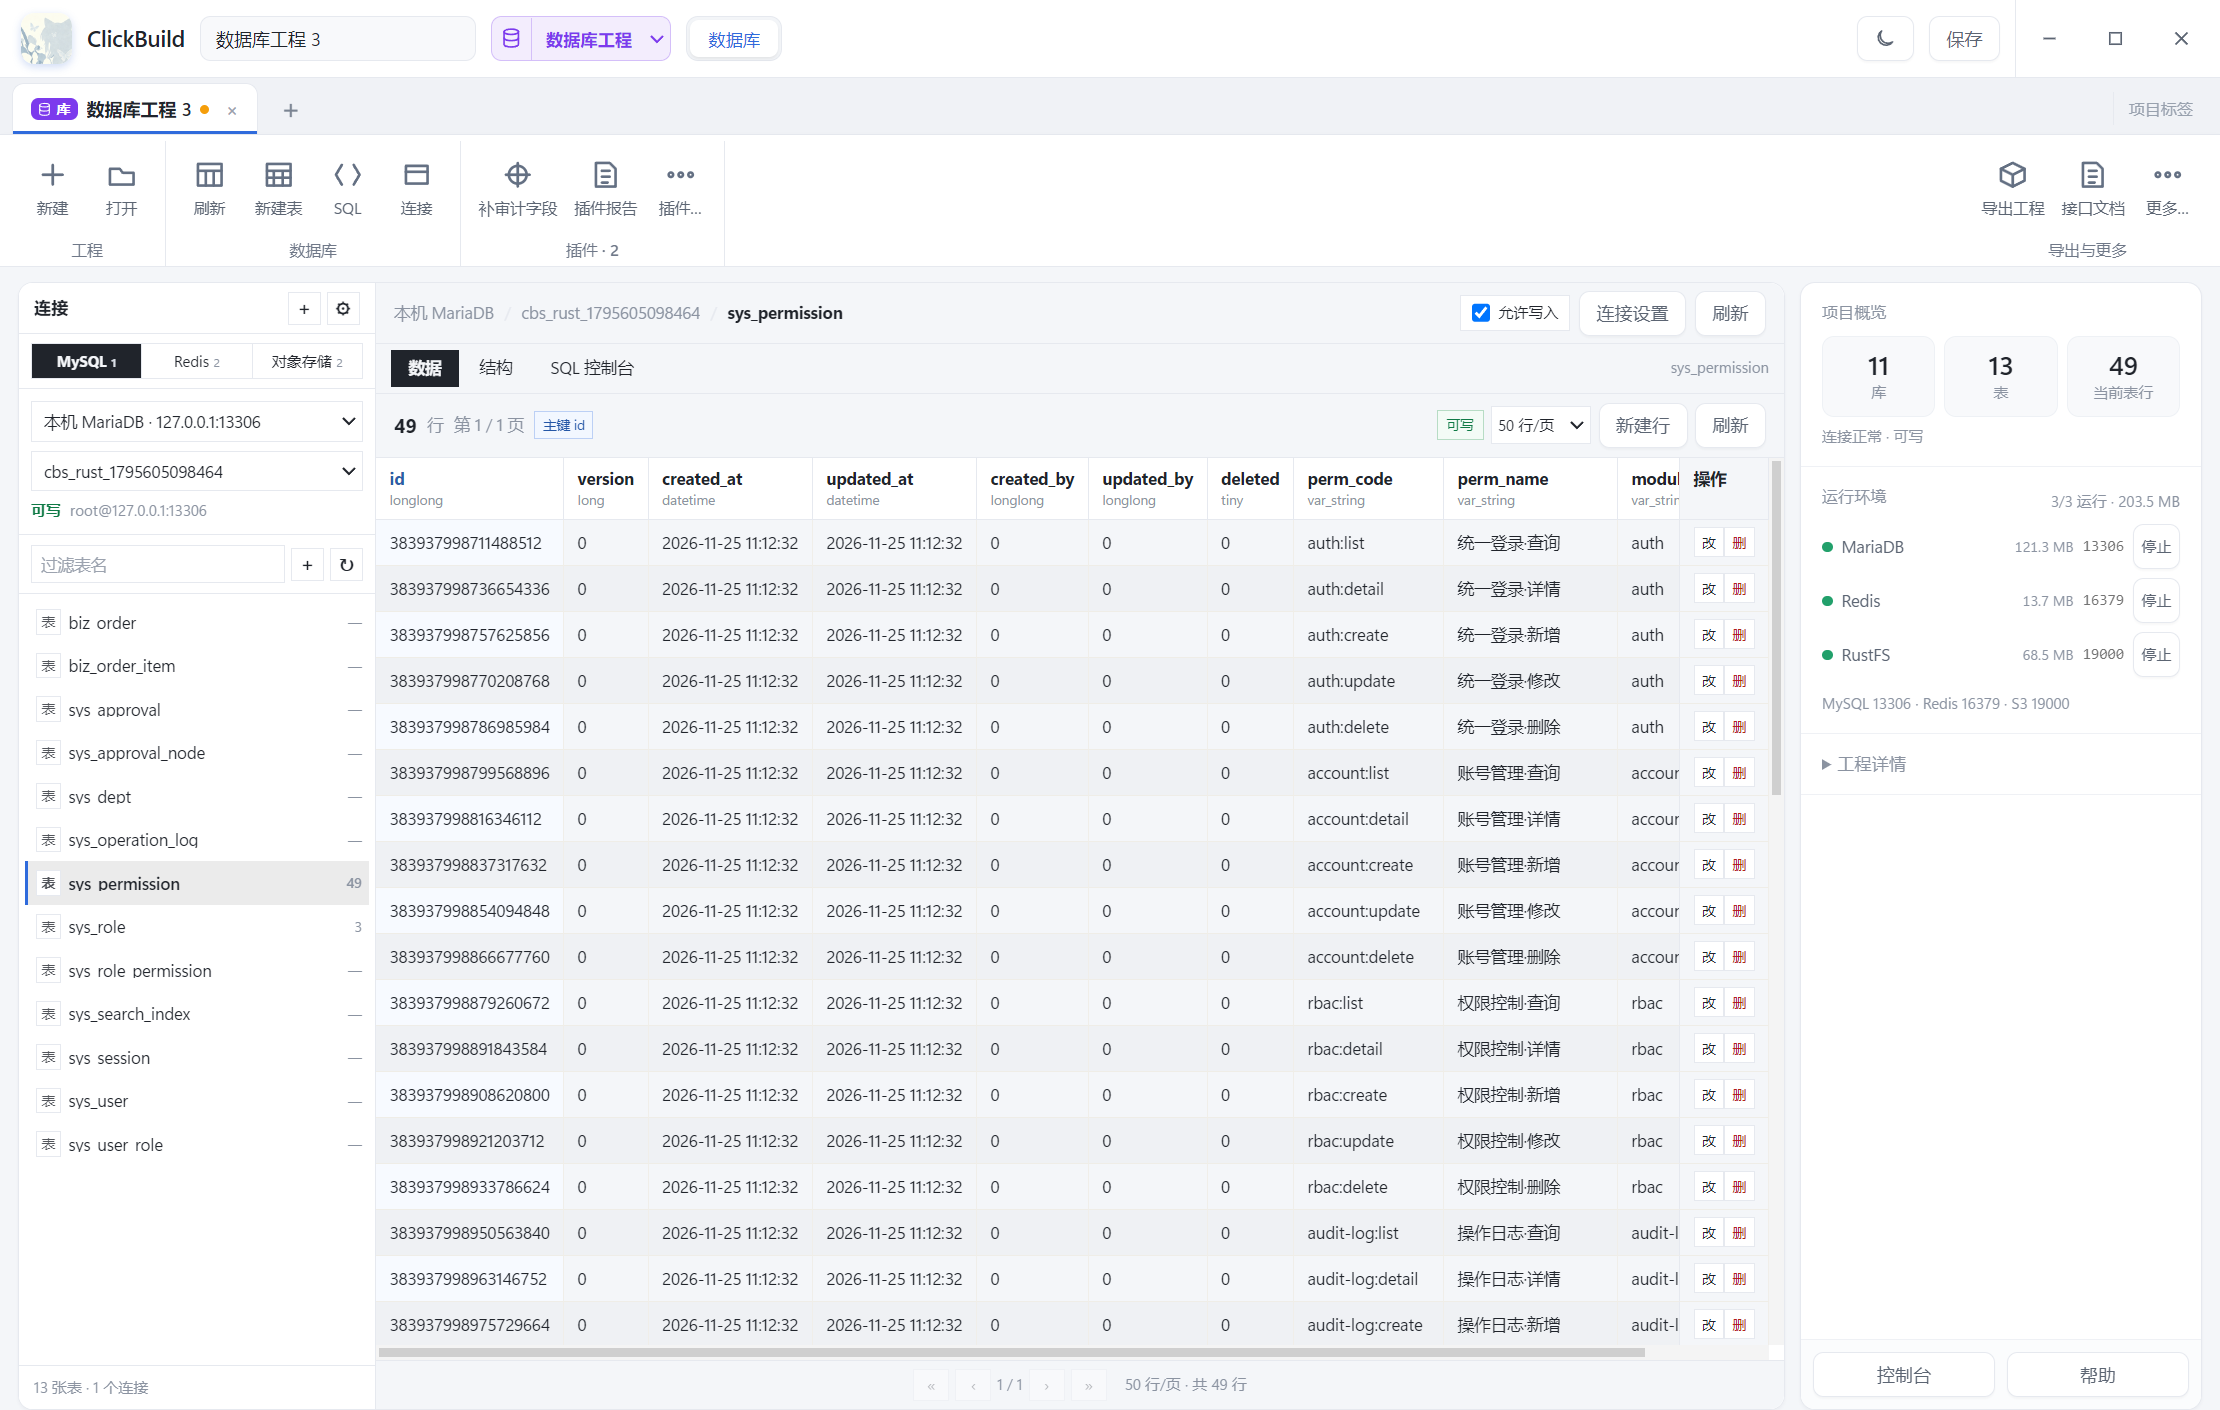 ClickBuild
数据库工程 3
数据库工程
数据库
保存
库 数据库工程 3 ×
+
项目标签
新建
打开
工程
刷新
新建表
SQL
连接
数据库
补审计字段
插件报告
插件...
插件 · 2
导出工程
接口文档
更多...
导出与更多
连接
+
MySQL 1
Redis 2
对象存储 2
本机 MariaDB · 127.0.0.1:13306
cbs_rust_1795605098464
可写 root@127.0.0.1:13306
过滤表名
+
表 biz_order —
表 biz_order_item —
表 sys_approval —
表 sys_approval_node —
表 sys_dept —
表 sys_operation_log —
表 sys_permission 49
表 sys_role 3
表 sys_role_permission —
表 sys_search_index —
表 sys_session —
表 sys_user —
表 sys_user_role —
13 张表 · 1 个连接
本机 MariaDB / cbs_rust_1795605098464 / sys_permission
允许写入
连接设置
刷新
数据
结构
SQL 控制台
sys_permission
49 行 第 1 / 1 页 主键 id
可写
50 行/页
新建行
刷新
id version created_at updated_at created_by updated_by deleted perm_code perm_name modul 操作
longlong long datetime datetime longlong longlong tiny var_string var_string var_strin
383937998711488512 0 2026-11-25 11:12:32 2026-11-25 11:12:32 0 0 0 auth:list 统一登录·查询 auth 改 删
383937998736654336 0 2026-11-25 11:12:32 2026-11-25 11:12:32 0 0 0 auth:detail 统一登录·详情 auth 改 删
383937998757625856 0 2026-11-25 11:12:32 2026-11-25 11:12:32 0 0 0 auth:create 统一登录·新增 auth 改 删
383937998770208768 0 2026-11-25 11:12:32 2026-11-25 11:12:32 0 0 0 auth:update 统一登录·修改 auth 改 删
383937998786985984 0 2026-11-25 11:12:32 2026-11-25 11:12:32 0 0 0 auth:delete 统一登录·删除 auth 改 删
383937998799568896 0 2026-11-25 11:12:32 2026-11-25 11:12:32 0 0 0 account:list 账号管理·查询 accour 改 删
383937998816346112 0 2026-11-25 11:12:32 2026-11-25 11:12:32 0 0 0 account:detail 账号管理·详情 accour 改 删
383937998837317632 0 2026-11-25 11:12:32 2026-11-25 11:12:32 0 0 0 account:create 账号管理·新增 accour 改 删
383937998854094848 0 2026-11-25 11:12:32 2026-11-25 11:12:32 0 0 0 account:update 账号管理·修改 accour 改 删
383937998866677760 0 2026-11-25 11:12:32 2026-11-25 11:12:32 0 0 0 account:delete 账号管理·删除 accour 改 删
383937998879260672 0 2026-11-25 11:12:32 2026-11-25 11:12:32 0 0 0 rbac:list 权限控制·查询 rbac 改 删
383937998891843584 0 2026-11-25 11:12:32 2026-11-25 11:12:32 0 0 0 rbac:detail 权限控制·详情 rbac 改 删
383937998908620800 0 2026-11-25 11:12:32 2026-11-25 11:12:32 0 0 0 rbac:create 权限控制·新增 rbac 改 删
383937998921203712 0 2026-11-25 11:12:32 2026-11-25 11:12:32 0 0 0 rbac:update 权限控制·修改 rbac 改 删
383937998933786624 0 2026-11-25 11:12:32 2026-11-25 11:12:32 0 0 0 rbac:delete 权限控制·删除 rbac 改 删
383937998950563840 0 2026-11-25 11:12:32 2026-11-25 11:12:32 0 0 0 audit-log:list 操作日志·查询 audit-l 改 删
383937998963146752 0 2026-11-25 11:12:32 2026-11-25 11:12:32 0 0 0 audit-log:detail 操作日志·详情 audit-l 改 删
383937998975729664 0 2026-11-25 11:12:32 2026-11-25 11:12:32 0 0 0 audit-log:create 操作日志·新增 audit-l 改 删
« ‹ 1 / 1 › » 50 行/页 · 共 49 行
项目概览
11 库
13 表
49 当前表行
连接正常 · 可写
运行环境 3/3 运行 · 203.5 MB
MariaDB 121.3 MB 13306 停止
Redis 13.7 MB 16379 停止
RustFS 68.5 MB 19000 停止
MySQL 13306 · Redis 16379 · S3 19000
工程详情
控制台
帮助